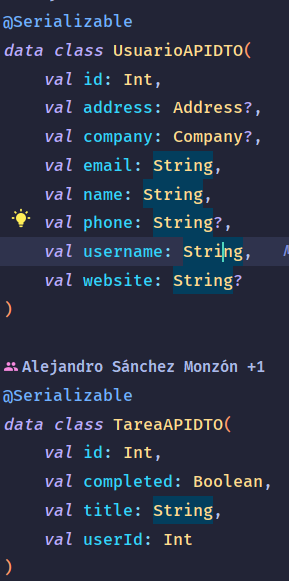 @Serializable
data class UsuarioAPIDTO(
    val id: Int,
    val address: Address?,
    val company: Company?,
    val email: String,
    val name: String,
    val phone: String?,
    val username: String,
    val website: String?
)
Alejandro Sánchez Monzón +1
@Serializable
data class TareaAPIDTO(
    val id: Int,
    val completed: Boolean,
    val title: String,
    val userId: Int
)